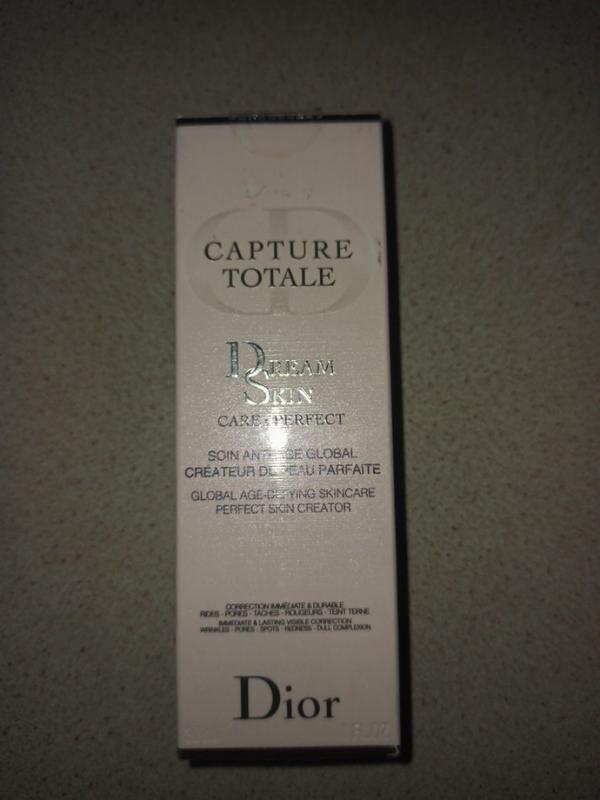 CAPTURE
TOTALE
DREAM
SKIN
CARE & PERFECT
SOIN ANTI-ÂGE GLOBAL
CRÉATEUR DE PEAU PARFAITE
GLOBAL AGE-DEFYING SKINCARE
PERFECT SKIN CREATOR
CORRECTION IMMÉDIATE & DURABLE
RIDES - PORES - TACHES - ROUGEURS - TEINT TERNE
IMMEDIATE & LASTING VISIBLE CORRECTION
WRINKLES - PORES - SPOTS - REDNESS - DULL COMPLEXION
Dior